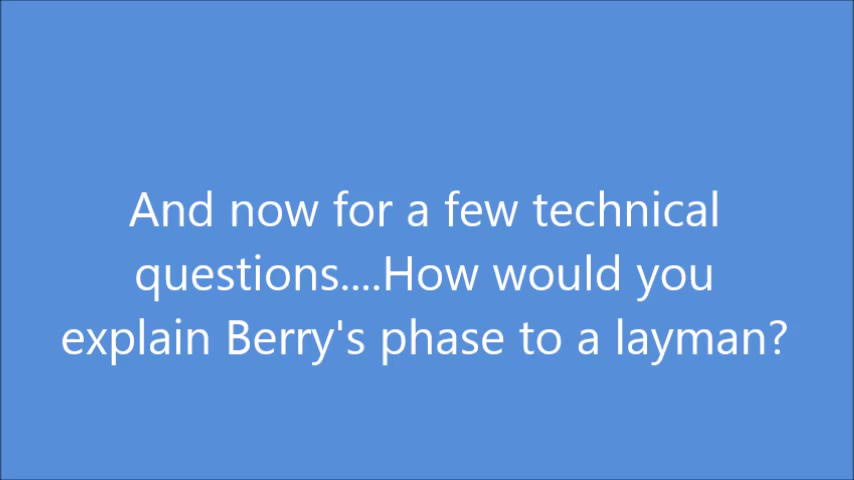 And now for a few technical
questions....How would you
explain Berry's phase to a layman?